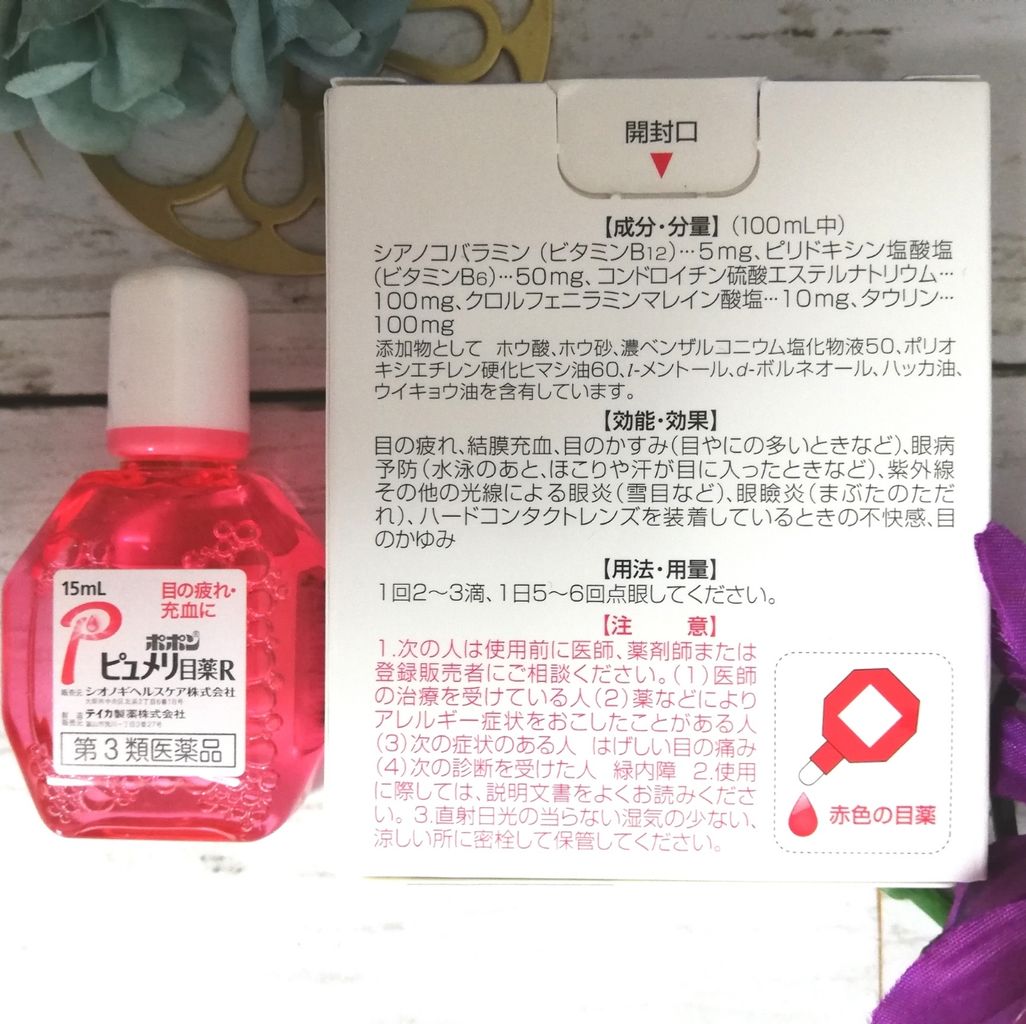 開封口
【成分・分量】(100mL中)
シアノコバラミン (ビタミンB12)…5mg、ピリドキシン塩酸塩
(ビタミンB6)…50mg、コンドロイチン硫酸エステルナトリウム…
100mg、クロルフェニラミンマレイン酸塩…10mg、タウリン…
100mg
添加物として ホウ酸、ホウ砂、濃ベンザルコニウム塩化物液50、ポリオ
キシエチレン硬化ヒマシ油60、l-メントール、d-ボルネオール、ハッカ油、
ウイキョウ油を含有しています。
【効能・効果】
目の疲れ、結膜充血、目のかすみ(目やにの多いときなど)、眼病
予防(水泳のあと、ほこりや汗が目に入ったときなど)、紫外線
その他の光線による眼炎(雪目など)、眼瞼炎(まぶたのただ
れ)、ハードコンタクトレンズを装着しているときの不快感、目
のかゆみ
【用法・用量】
1回2〜3滴、1日5〜6回点眼してください。
【注 意】
1.次の人は使用前に医師、薬剤師または
登録販売者にご相談ください。(1)医師
の治療を受けている人(2)薬などにより
アレルギー症状をおこしたことがある人
(3)次の症状のある人 はげしい目の痛み
(4)次の診断を受けた人 緑内障 2.使用
に際しては、説明文書をよくお読みくださ
い。3.直射日光の当らない湿気の少ない、
涼しい所に密栓して保管してください。
赤色の目薬
15mL
目の疲れ・
充血に
ポポン
ピュメリ目薬R
販売元 シオノギヘルスケア株式会社
製造販売元 テイカ製薬株式会社
第3類医薬品